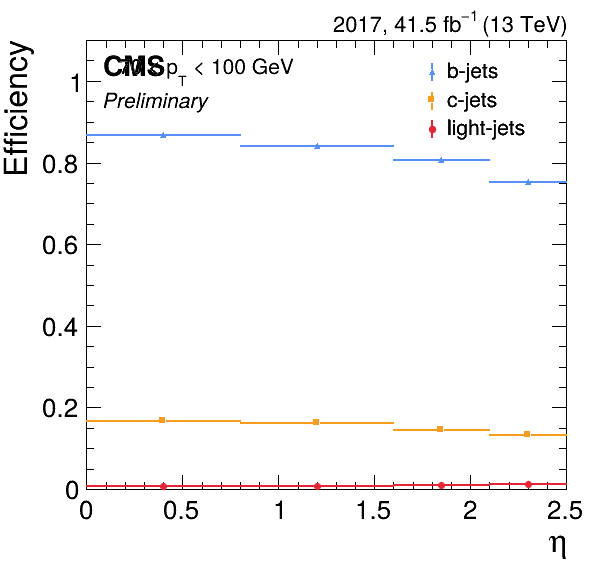 2017, 41.5 fb⁻¹ (13 TeV)
CMS p_T < 100 GeV
Preliminary
b-jets
c-jets
light-jets
Efficiency
1
0.8
0.6
0.4
0.2
0
0 0.5 1 1.5 2 2.5
η